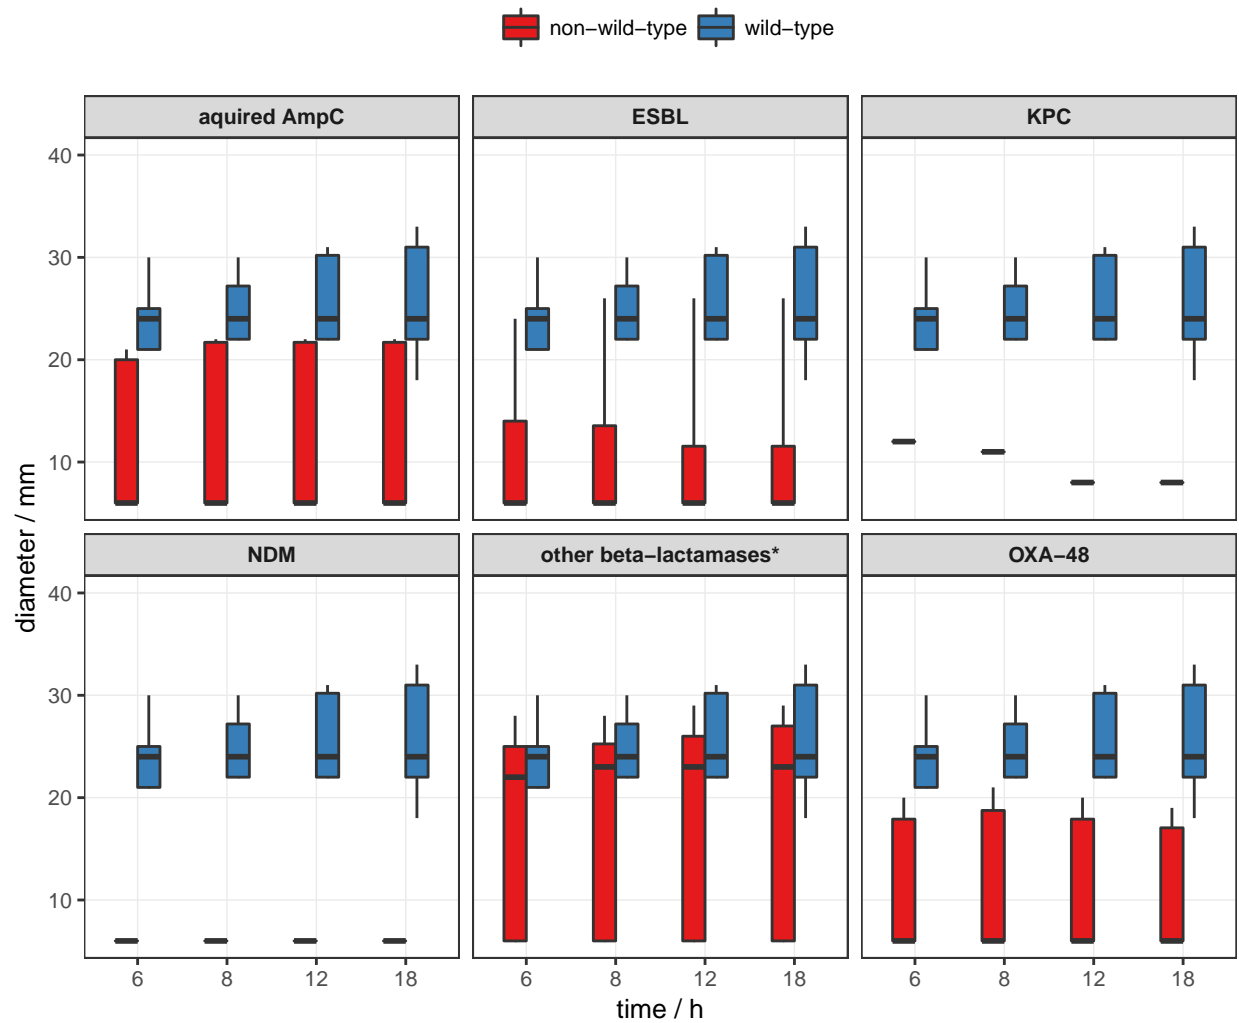 non−wild−type wild−type
aquired AmpC ESBL KPC
40
30
20
10
NDM other beta−lactamases* OXA−48
40
30
20
10
diameter / mm
6 8 12 18 6 8 12 18 6 8 12 18
time / h